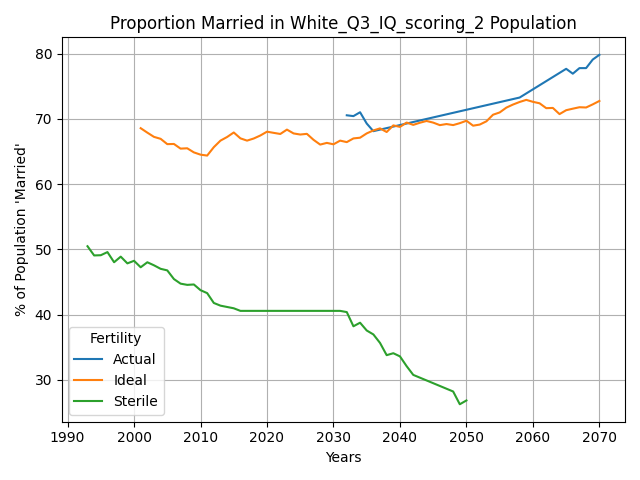 Proportion Married in White_Q3_IQ_scoring_2 Population
% of Population 'Married'
80
70
60
50
40
30
Fertility
Actual
Ideal
Sterile
1990 2000 2010 2020 2030 2040 2050 2060 2070
Years